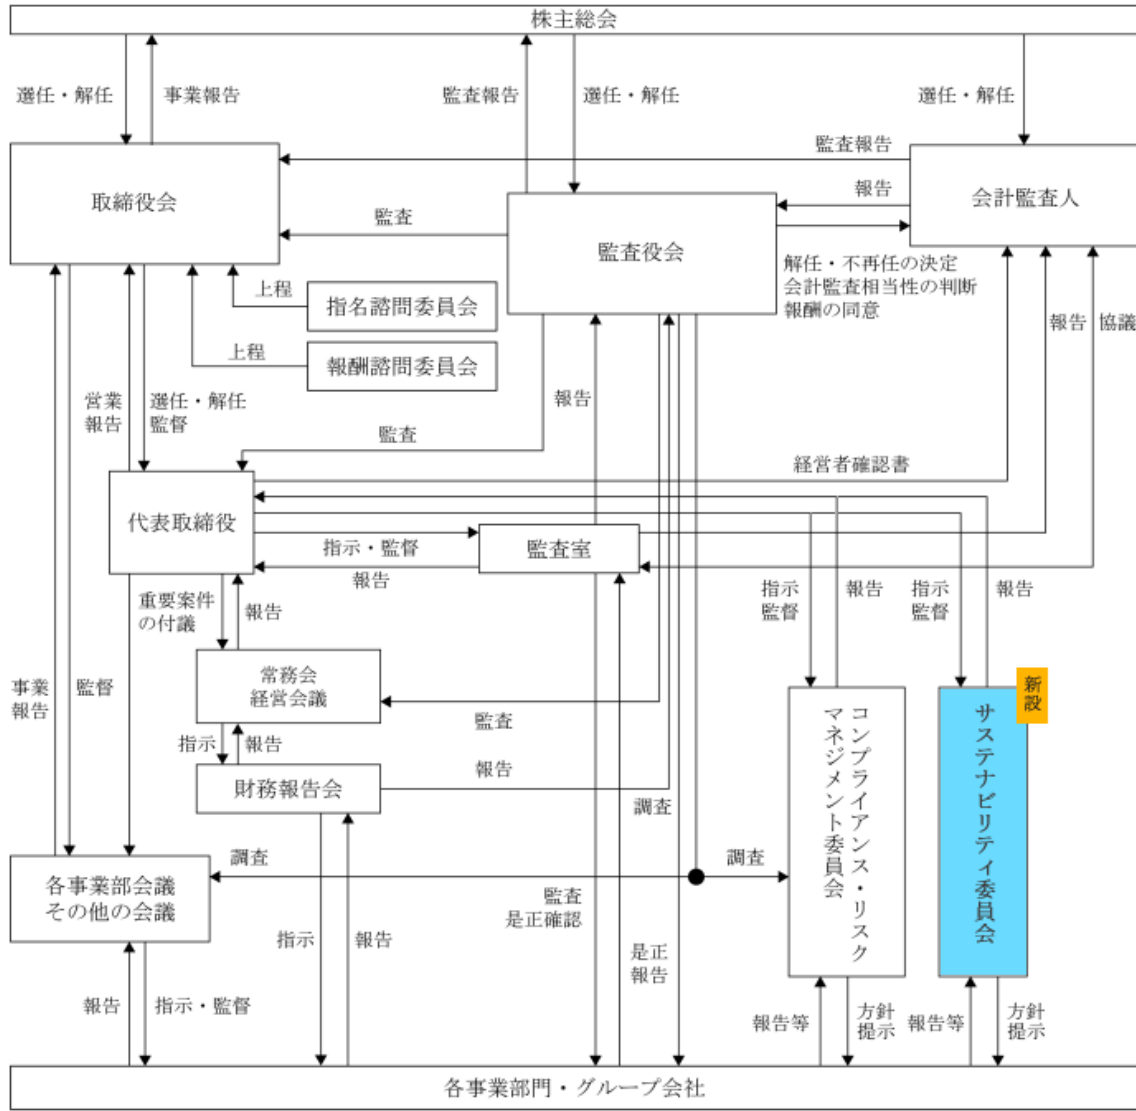 株主総会
選任・解任
事業報告
監査報告
選任・解任
選任・解任
監査報告
取締役会
報告
会計監査人
監査
監査役会
解任・不再任の決定
会計監査相当性の判断
報酬の同意
上程
指名諮問委員会
報告
協議
上程
報酬諮問委員会
営業
報告
選任・解任
監督
報告
監査
経営者確認書
代表取締役
指示・監督
監査室
報告
重要案件
の付議
報告
指示
監督
報告
指示
監督
報告
常務会
経営会議
事業
報告
監督
監査
新設
指示
報告
財務報告会
報告
調査
コンプライアンス・リスク
マネジメント委員会
サステナビリティ委員会
調査
調査
各事業部会議
その他の会議
監査
是正確認
指示
報告
是正
報告
報告
指示・監督
報告等
方針
提示
報告等
方針
提示
各事業部門・グループ会社